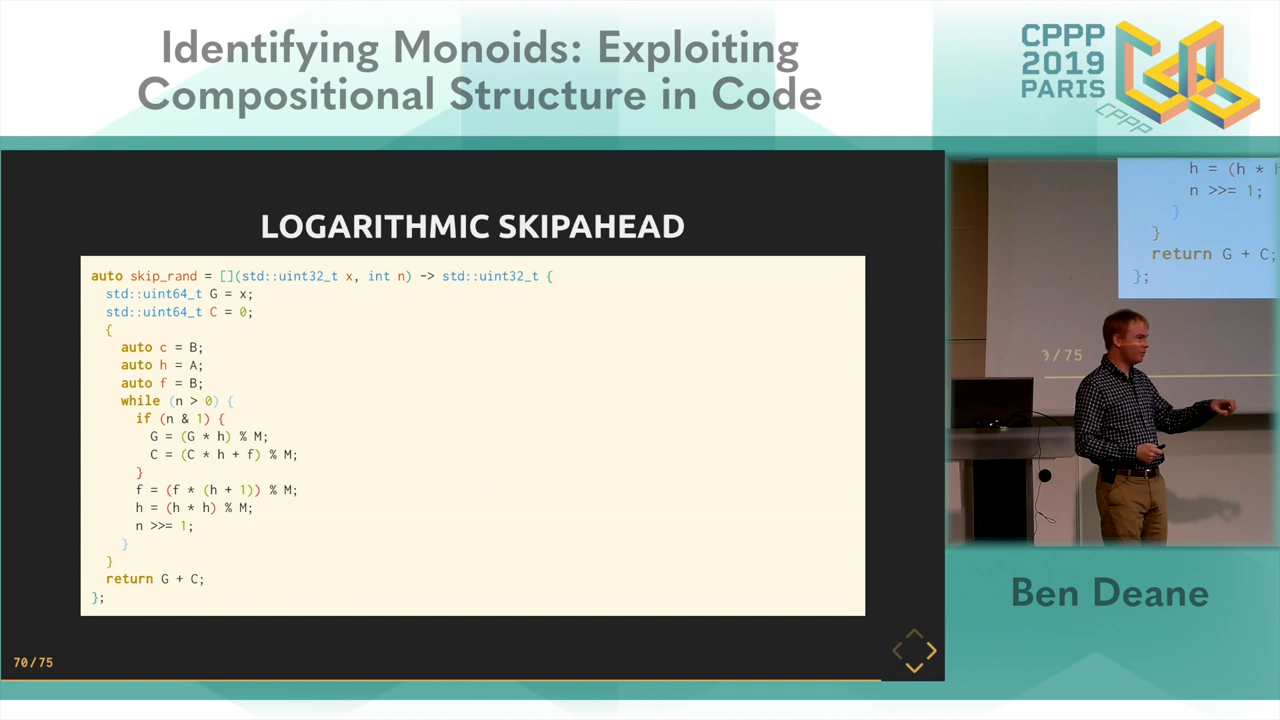 Identifying Monoids: Exploiting
Compositional Structure in Code
CPPP
2019
PARIS
CPPP
LOGARITHMIC SKIPAHEAD
auto skip_rand = [](std::uint32_t x, int n) -> std::uint32_t {
std::uint64_t G = x;
std::uint64_t C = 0;
{
auto c = B;
auto h = A;
auto f = B;
while (n > 0) {
if (n & 1) {
G = (G * h) % M;
C = (C * h + f) % M;
}
f = (f * (h + 1)) % M;
h = (h * h) % M;
n >>= 1;
}
}
return G + C;
};
70/75
h = (h * h
n >>= 1;
}
}
return G + C;
};
/75
Ben Deane